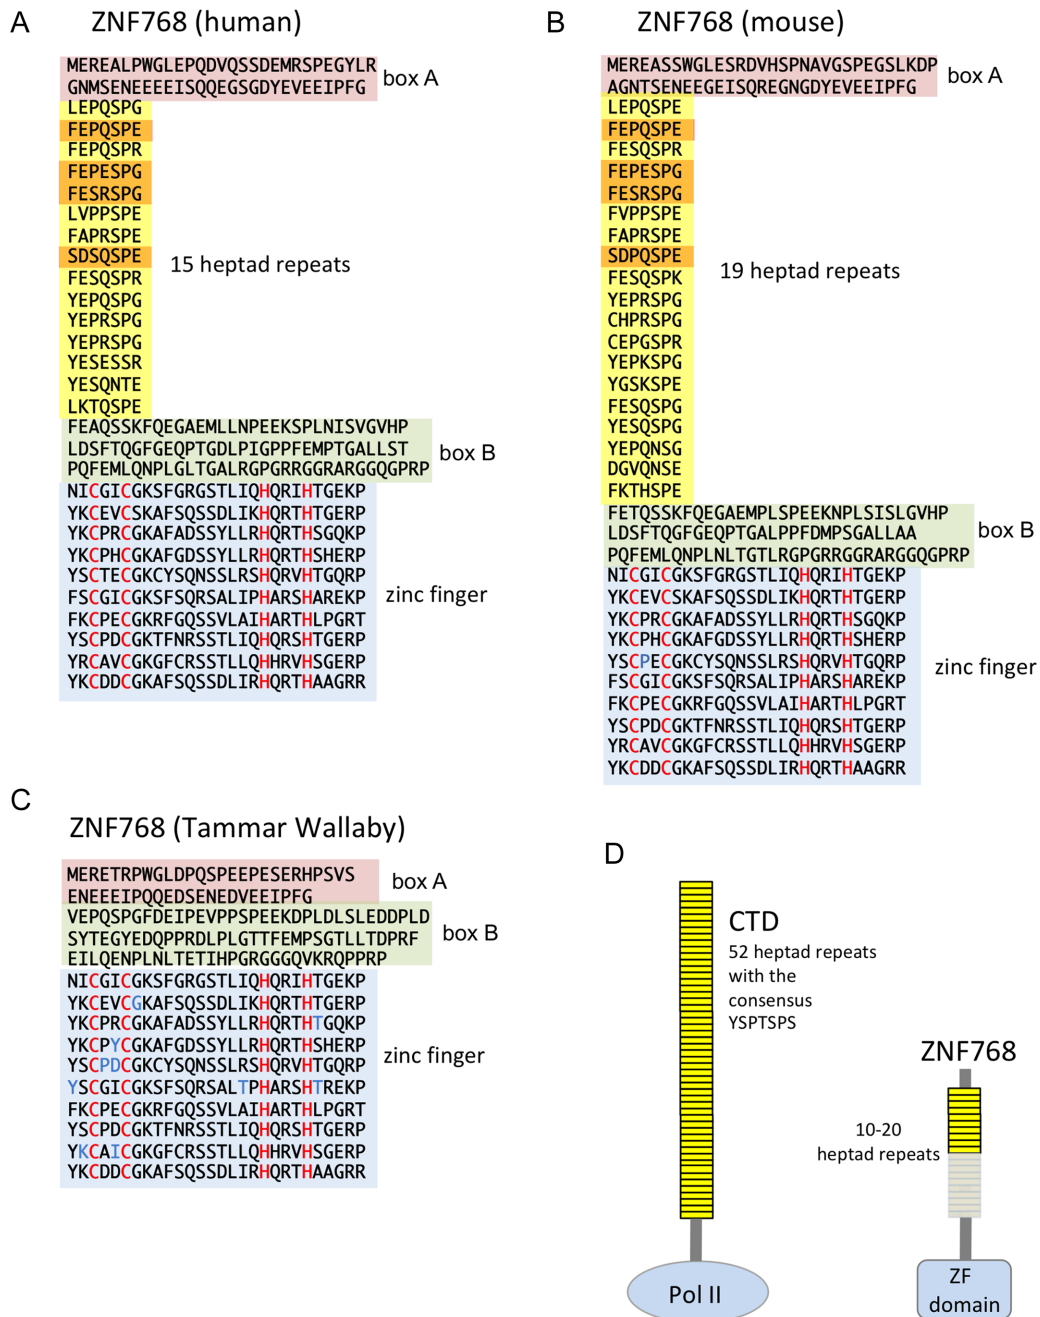 A
ZNF768 (human)
MEREALPWGLEPQDVQSSDEMRSPEGYLR
GNMSENEEEEISQQEGSGDYEVEEIPFG
box A
LEPQSPG
FEPQSPE
FEPQSPR
FEPESPG
FESRSPG
LVPPSPE
FAPRSPE
SDSQSPE
FESQSPR
YEPQSPG
YEPRSPG
YEPRSPG
YESESSR
YESQNTE
LKTQSPE
15 heptad repeats
FEAQSSKFQEGAEMLLNPEEKSPLNISVGVHP
LDSFTQGFGEQPTGDLPIGPPFEMPTGALLST
PQFEMLQNPLGLTGALRGPGRRGGRARGGQGPRP
box B
NICGICGKSFGRGSTLIQHQRIHTGEKP
YKCEVCSKAFSQSSDLIKHQRTHTGERP
YKCPRCGKAFADSSYLLRHQRTHSGQKP
YKCPHCGKAFGDSSYLLRHQRTHSHERP
YSCTECGKCYSQNSSLRSHQRVHTGQRP
FSCGICGKSFSQRSALIPHARSHAREKP
FKCPECGKRFGQSSVLAIHARTHLPGRT
YSCPDCGKTFNRSSTLIQHQRSHTGERP
YRCAVCGKGFCRSSTLLQHHRVHSGERP
YKCDDCGKAFSQSSDLIRHQRTHAAGRR
zinc finger
B
ZNF768 (mouse)
MEREASSWGLESRDVHSPNAVGSPEGSLKDP
AGNTSENEEGEISQREGNGDYEVEEIPFG
box A
LEPQSPE
FEPQSPE
FESQSPR
FEPESPG
FESRSPG
FVPPSPE
FAPRSPE
SDPQSPE
FESQSPK
YEPRSPG
CHPRSPG
CEPGSPR
YEPKSPG
YGSKSPE
FESQSPG
YESQSPG
YEPQNSG
DGVQNSE
FKTHSPE
19 heptad repeats
FETQSSKFQEGAEMPLSPEEKNPLSISLGVHP
LDSFTQGFGEQPTGALPPFDMPSGALLAA
PQFEMLQNPLNLTGTLRGPGRRGGRARGGQGPRP
box B
NICGICGKSFGRGSTLIQHQRIHTGEKP
YKCEVCSKAFSQSSDLIKHQRTHTGERP
YKCPRCGKAFADSSYLLRHQRTHSGQKP
YKCPHCGKAFGDSSYLLRHQRTHSHERP
YSCPECGKCYSQNSSLRSHQRVHTGQRP
FSCGICGKSFSQRSALIPHARSHAREKP
FKCPECGKRFGQSSVLAIHARTHLPGRT
YSCPDCGKTFNRSSTLIQHQRSHTGERP
YRCAVCGKGFCRSSTLLQHHRVHSGERP
YKCDDCGKAFSQSSDLIRHQRTHAAGRR
zinc finger
C
ZNF768 (Tammar Wallaby)
MERETRPWGLDPQSPEEPESERHPSVS
ENEEEIPQQEDSENEDVEEIPFG
box A
VEPQSPGFDEIPEVPPSPEEKDPLDLSLEDDPLD
SYTEGYEDQPPRDLPLGTTFEMPSGTLLTDPRF
EILQENPLNLTETIHPGRGGGQVKRQPPRP
box B
NICGICGKSFGRGSTLIQHQRIHTGEKP
YKCEVCGKAFSQSSDLIKHQRTHTGERP
YKCPRCGKAFADSSYLLRHQRTHTGQKP
YKCPYCGKAFGDSSYLLRHQRTHSHERP
YSCPDCGKCYSQNSSLRSHQRVHTGQRP
YSCGICGKSFSQRSALTPHARSHTREKP
FKCPECGKRFGQSSVLAIHARTHLPGRT
YSCPDCGKTFNRSSTLIQHQRSHTGERP
YKCAICGKGFCRSSTLLQHHRVHSGERP
YKCDDCGKAFSQSSDLIRHQRTHAAGRR
zinc finger
D
CTD
52 heptad repeats
with the
consensus
YSPTSPS
Pol II
ZNF768
10-20
heptad repeats
ZF
domain